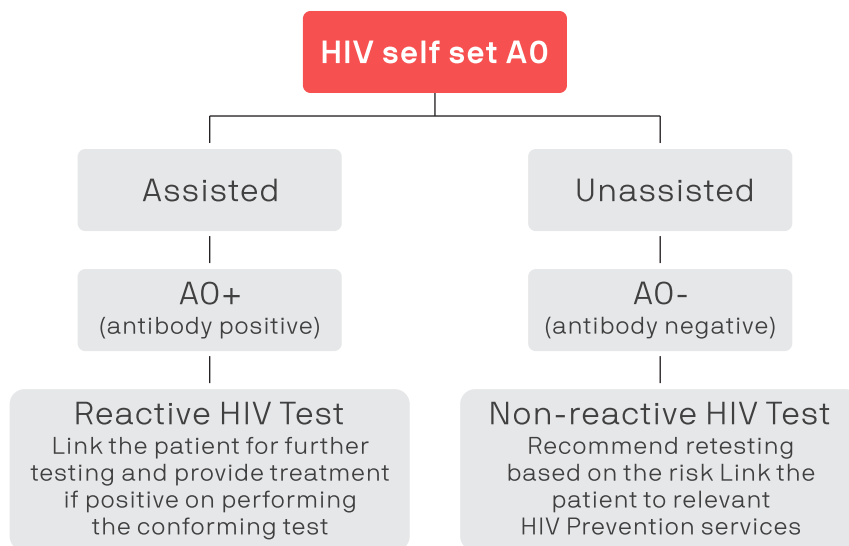 HIV self set A0
Assisted
Unassisted
A0+
(antibody positive)
A0-
(antibody negative)
Reactive HIV Test
Link the patient for further
testing and provide treatment
if positive on performing
the conforming test
Non-reactive HIV Test
Recommend retesting
based on the risk Link the
patient to relevant
HIV Prevention services